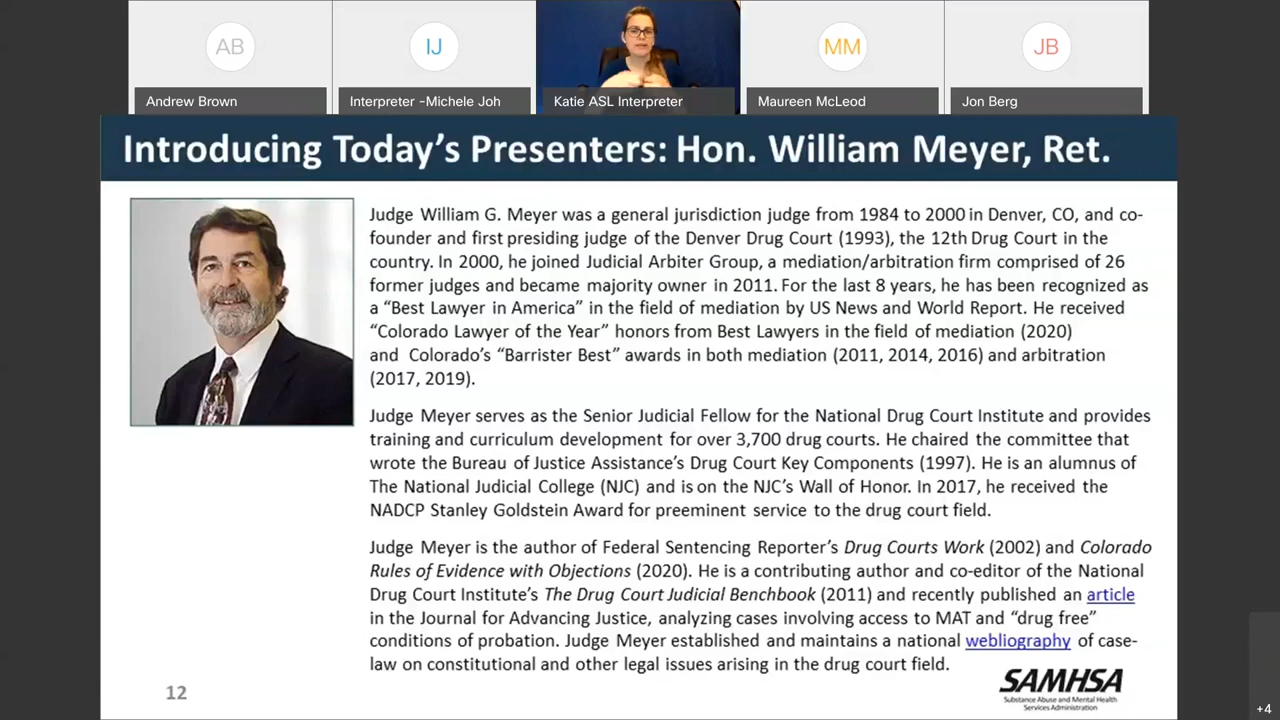 AB
IJ
MM
JB
Andrew Brown
Interpreter -Michele Joh
Katie ASL Interpreter
Maureen McLeod
Jon Berg
Introducing Today's Presenters: Hon. William Meyer, Ret.
Judge William G. Meyer was a general jurisdiction judge from 1984 to 2000 in Denver, CO, and co-
founder and first presiding judge of the Denver Drug Court (1993), the 12th Drug Court in the
country. In 2000, he joined Judicial Arbiter Group, a mediation/arbitration firm comprised of 26
former judges and became majority owner in 2011. For the last 8 years, he has been recognized as
a “Best Lawyer in America” in the field of mediation by US News and World Report. He received
“Colorado Lawyer of the Year” honors from Best Lawyers in the field of mediation (2020)
and Colorado’s “Barrister Best” awards in both mediation (2011, 2014, 2016) and arbitration
(2017, 2019).
Judge Meyer serves as the Senior Judicial Fellow for the National Drug Court Institute and provides
training and curriculum development for over 3,700 drug courts. He chaired the committee that
wrote the Bureau of Justice Assistance’s Drug Court Key Components (1997). He is an alumnus of
The National Judicial College (NJC) and is on the NJC’s Wall of Honor. In 2017, he received the
NADCP Stanley Goldstein Award for preeminent service to the drug court field.
Judge Meyer is the author of Federal Sentencing Reporter’s Drug Courts Work (2002) and Colorado
Rules of Evidence with Objections (2020). He is a contributing author and co-editor of the National
Drug Court Institute’s The Drug Court Judicial Benchbook (2011) and recently published an article
in the Journal for Advancing Justice, analyzing cases involving access to MAT and “drug free”
conditions of probation. Judge Meyer established and maintains a national webliography of case-
law on constitutional and other legal issues arising in the drug court field.
12
SAMHSA
Substance Abuse and Mental Health
Services Administration
+4